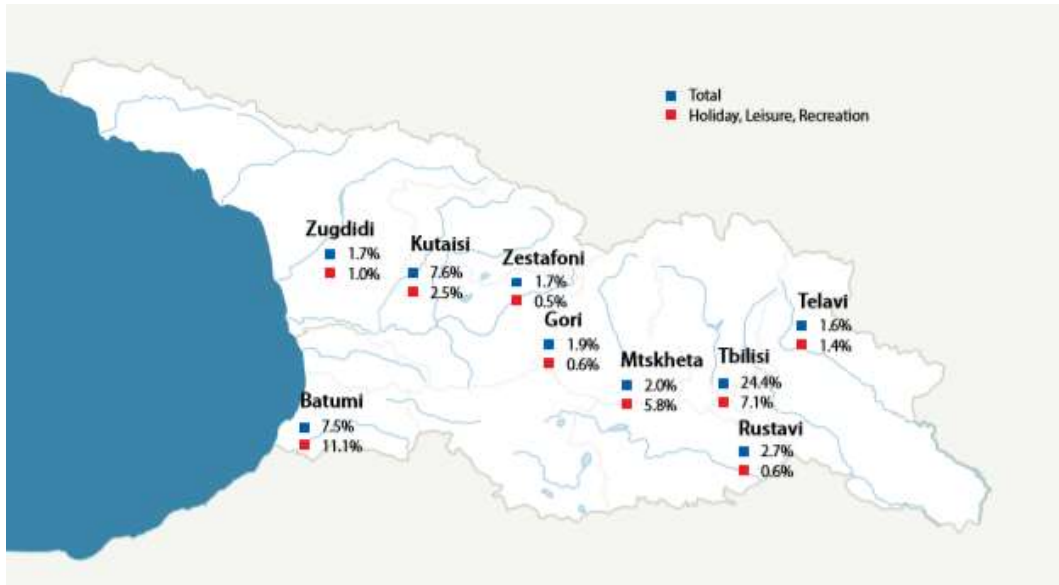 Total
Holiday, Leisure, Recreation
Zugdidi
1.7%
1.0%
Kutaisi
7.6%
2.5%
Zestafoni
1.7%
0.5%
Gori
1.9%
0.6%
Mtskheta
2.0%
5.8%
Tbilisi
24.4%
7.1%
Telavi
1.6%
1.4%
Batumi
7.5%
11.1%
Rustavi
2.7%
0.6%